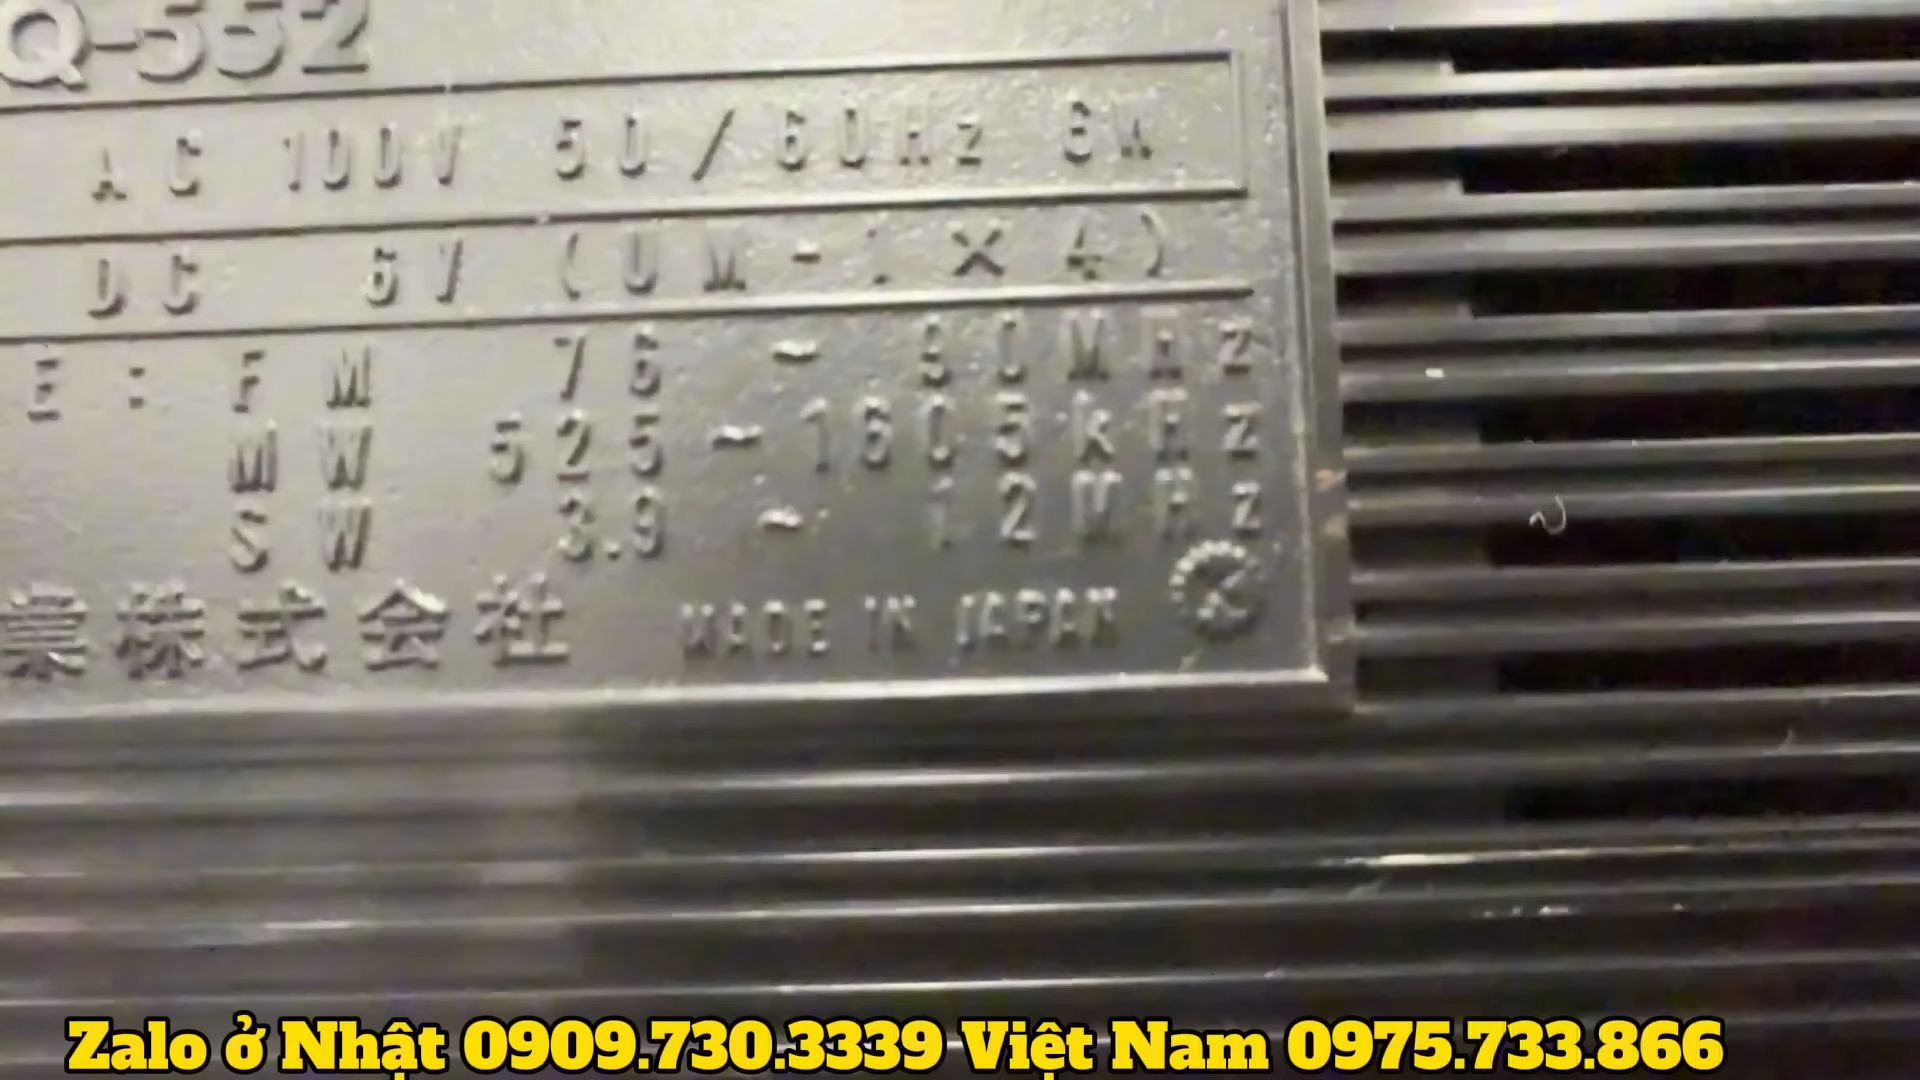 Q-552
AC 100V 50/60Hz 6W
DC 6V (UM-1×4)
E: FM 76 ~ 90MHz
MW 525~1605kHz
SW 3.9 ~ 12MHz
業株式会社 MADE IN JAPAN
Zalo ở Nhật 0909.730.3339 Việt Nam 0975.733.866